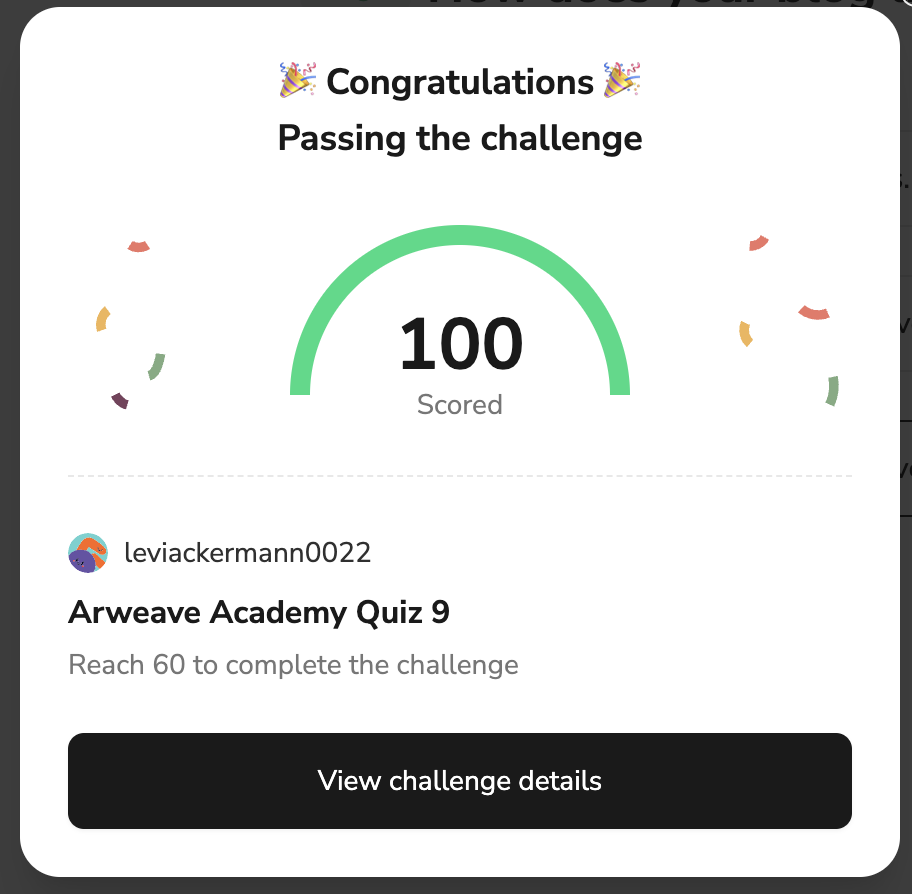 🎉 Congratulations 🎉
Passing the challenge
100
Scored
leviackermann0022
Arweave Academy Quiz 9
Reach 60 to complete the challenge
View challenge details